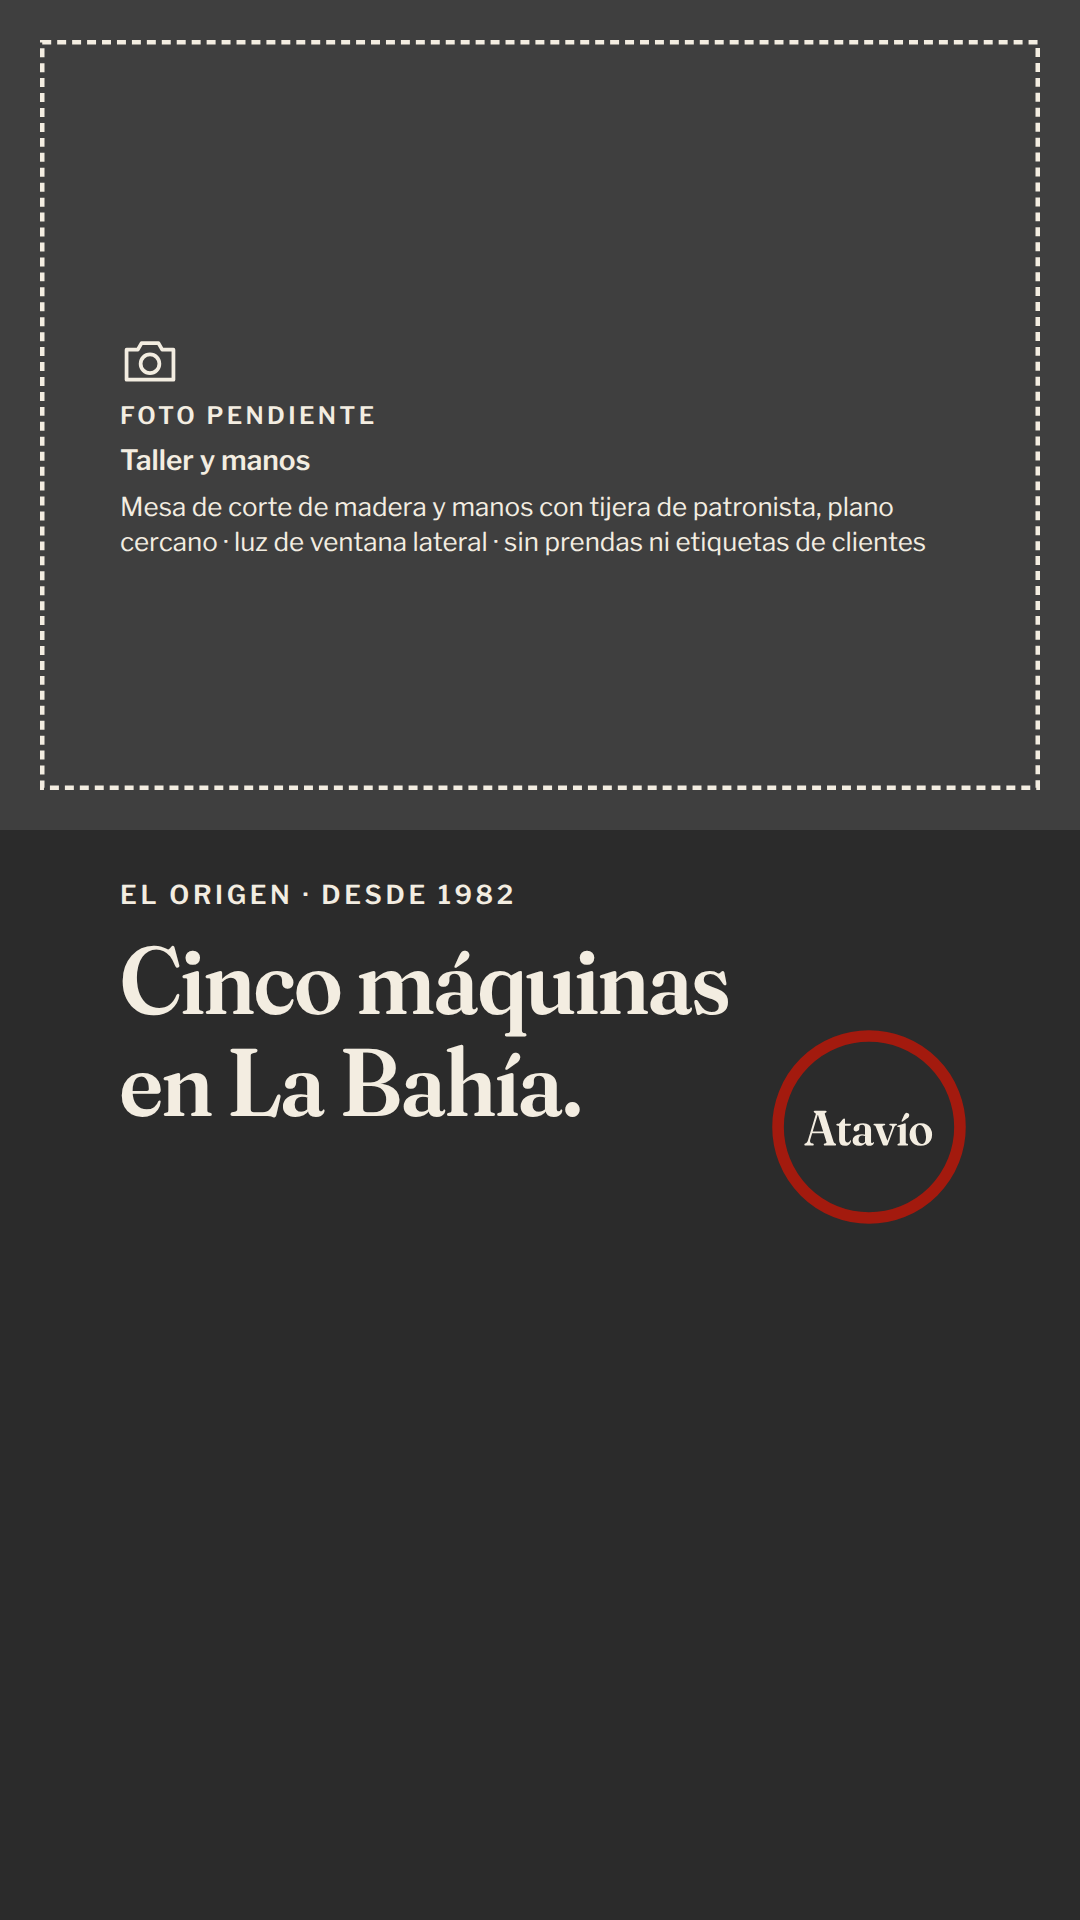 FOTO PENDIENTE
Taller y manos
Mesa de corte de madera y manos con tijera de patronista, plano
cercano · luz de ventana lateral · sin prendas ni etiquetas de clientes
EL ORIGEN · DESDE 1982
Cinco máquinas
en La Bahía.
Atavío